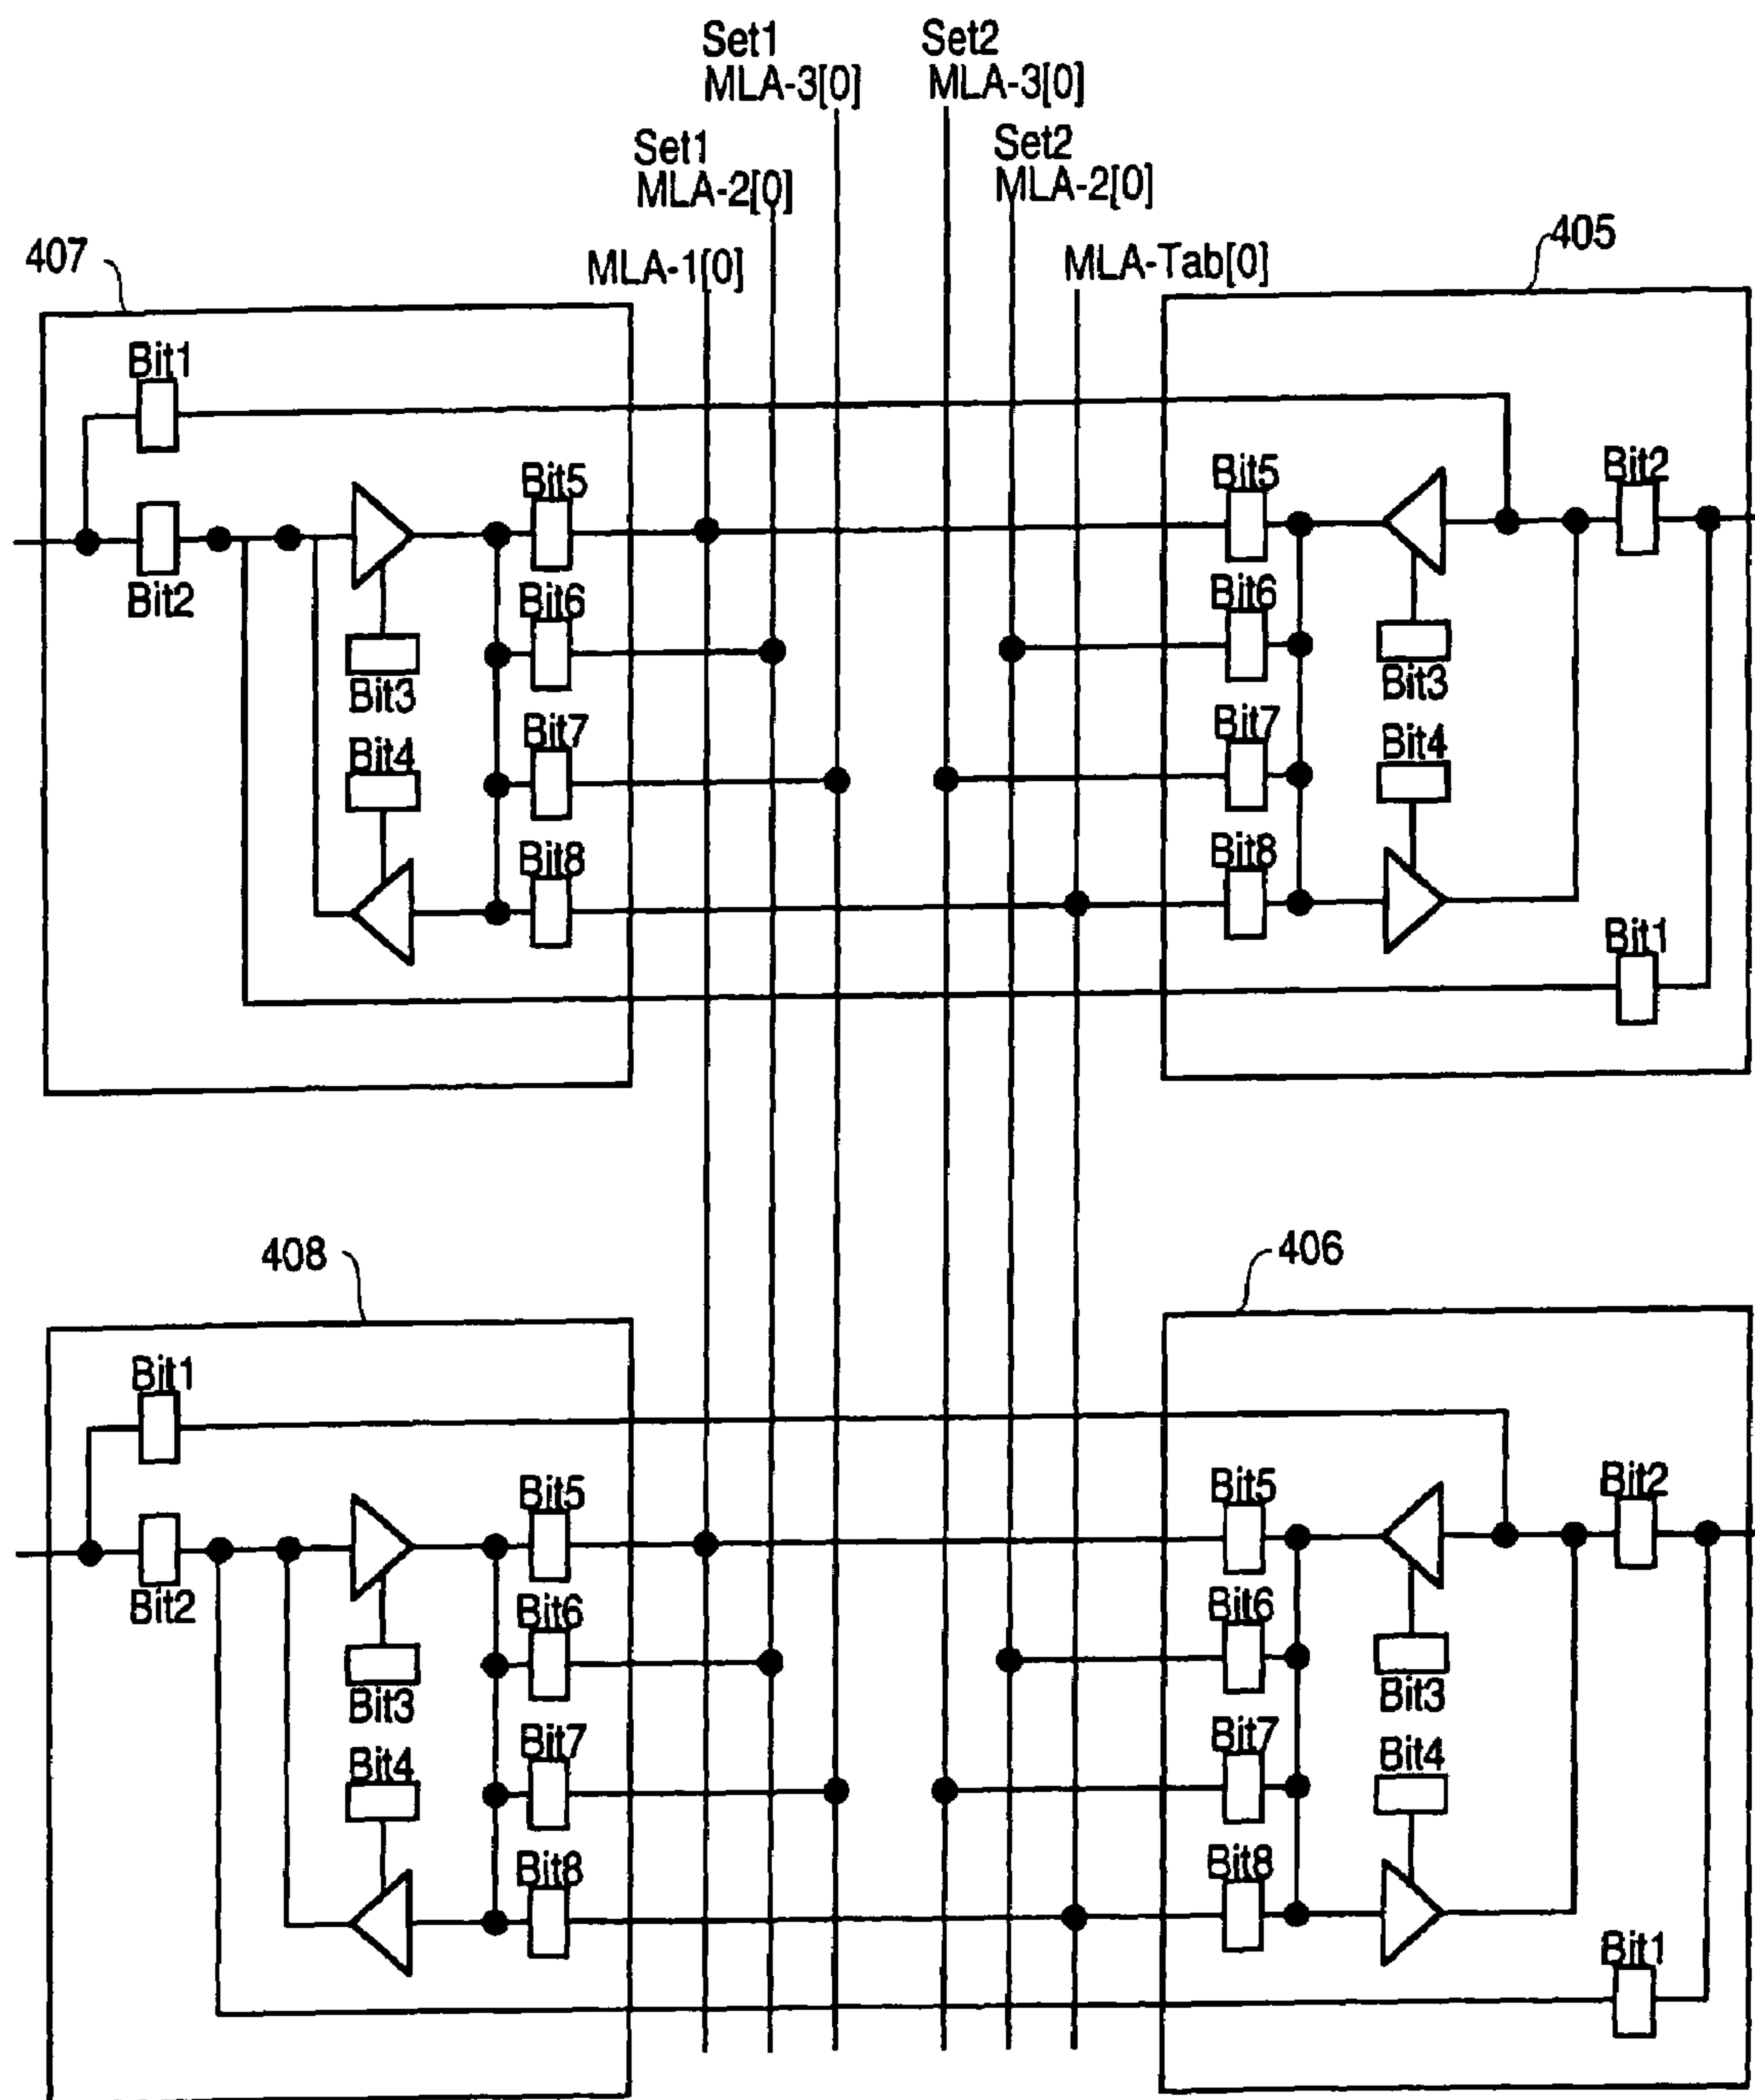 Set1
MLA-3[0]
Set2
MLA-3[0]
Set1
MLA-2[0]
Set2
MLA-2[0]
MLA-1[0]
MLA-Tab[0]
407
405
Bit1
Bit2
Bit3
Bit4
Bit5
Bit6
Bit7
Bit8
Bit5
Bit6
Bit7
Bit8
Bit2
Bit3
Bit4
Bit1
408
406
Bit1
Bit2
Bit3
Bit4
Bit5
Bit6
Bit7
Bit8
Bit5
Bit6
Bit7
Bit8
Bit2
Bit3
Bit4
Bit1